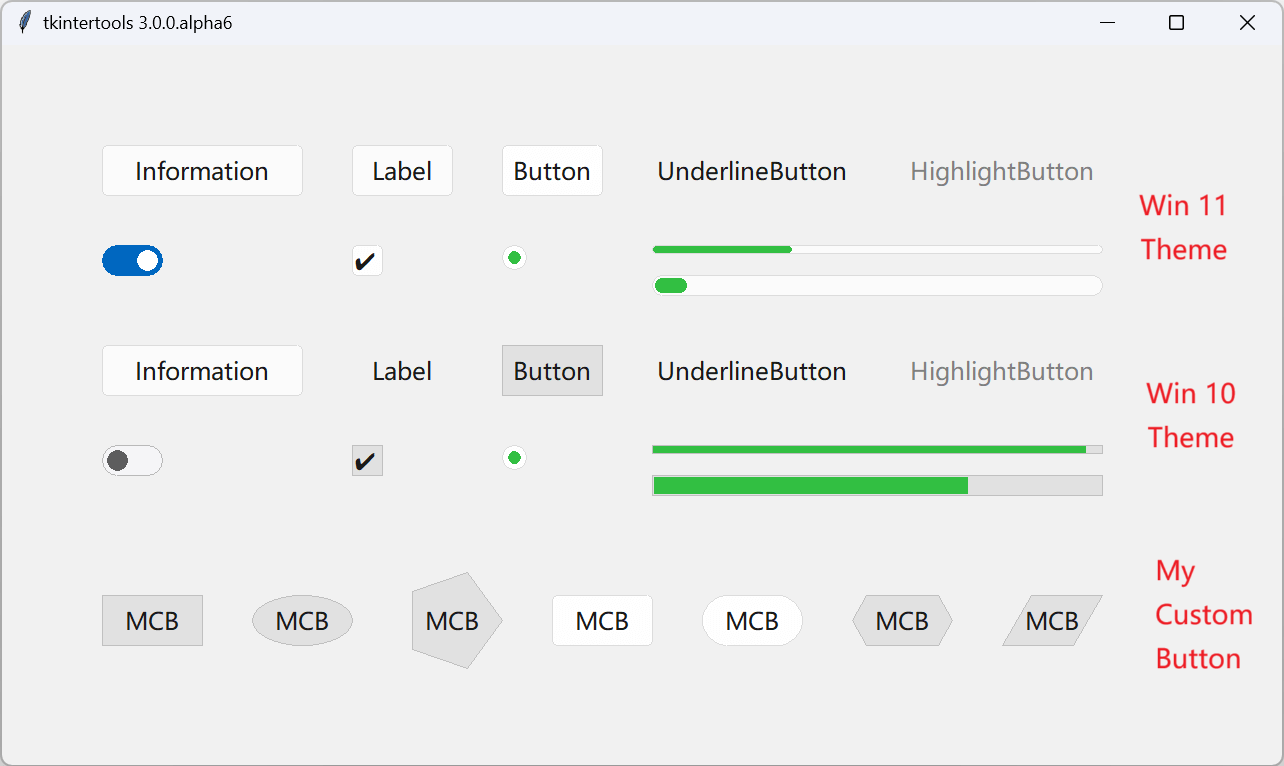 tkintertools 3.0.0.alpha6
Information Label Button UnderlineButton HighlightButton
Win 11
Theme
Information Label Button UnderlineButton HighlightButton
Win 10
Theme
MCB MCB MCB MCB MCB MCB MCB
My
Custom
Button